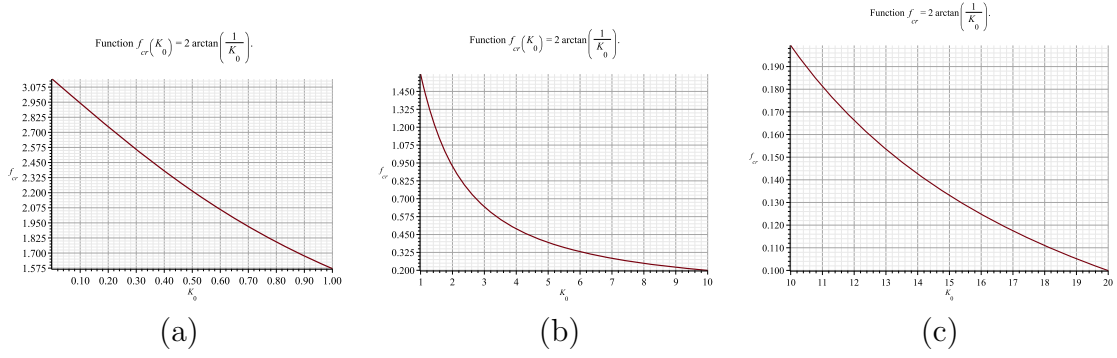 Function f_cr(K_0) = 2 arctan(1/K_0).
3.075
2.950
2.825
2.700
2.575
2.450
2.325
2.200
2.075
1.950
1.825
1.700
1.575
f_cr
0.10 0.20 0.30 0.40 0.50 0.60 0.70 0.80 0.90 1.00
K_0
(a)
Function f_cr(K_0) = 2 arctan(1/K_0).
1.450
1.325
1.200
1.075
0.950
0.825
0.700
0.575
0.450
0.325
0.200
f_cr
1 2 3 4 5 6 7 8 9 10
K_0
(b)
Function f_cr = 2 arctan(1/K_0).
0.190
0.180
0.170
0.160
0.150
0.140
0.130
0.120
0.110
0.100
f_cr
10 11 12 13 14 15 16 17 18 19 20
K_0
(c)